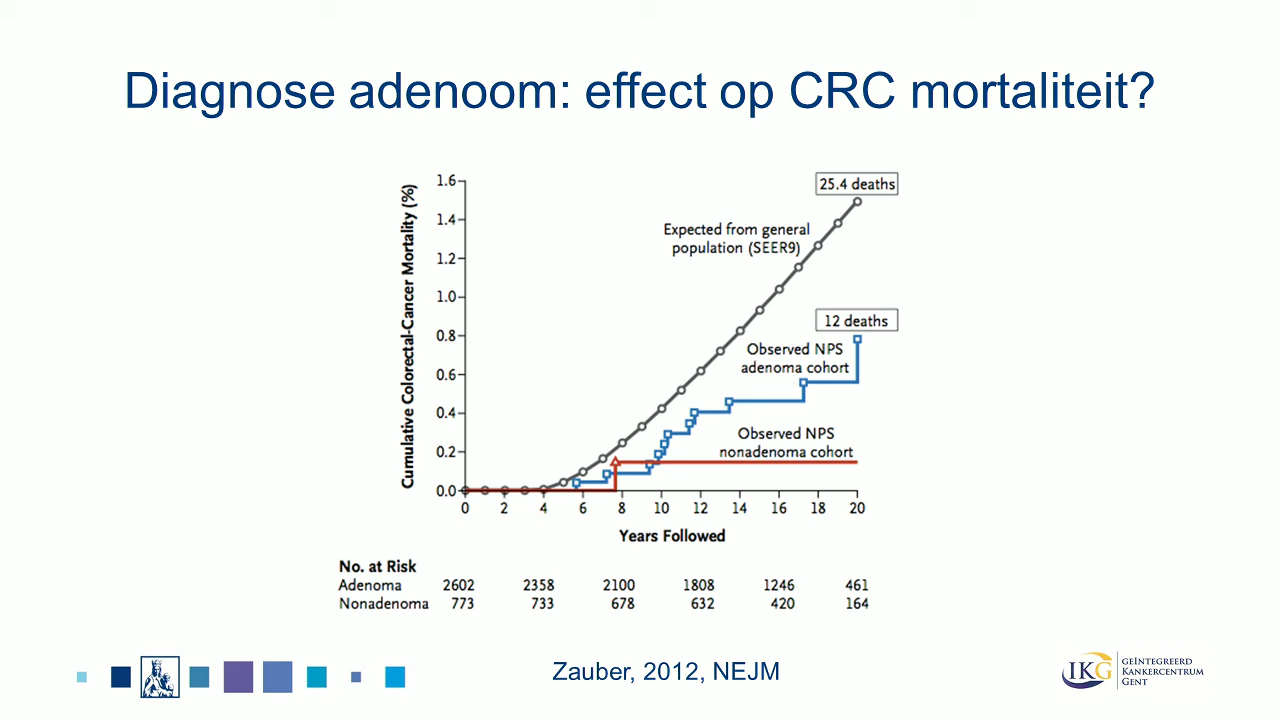 Diagnose adenoom: effect op CRC mortaliteit?
Cumulative Colorectal-Cancer Mortality (%)
1.6
1.4
1.2
1.0
0.8
0.6
0.4
0.2
0.0
25.4 deaths
Expected from general
population (SEER9)
12 deaths
Observed NPS
adenoma cohort
Observed NPS
nonadenoma cohort
0 2 4 6 8 10 12 14 16 18 20
Years Followed
No. at Risk
Adenoma 2602 2358 2100 1808 1246 461
Nonadenoma 773 733 678 632 420 164
Zauber, 2012, NEJM
IKG
GEÏNTEGREERD
KANKERCENTRUM
GENT